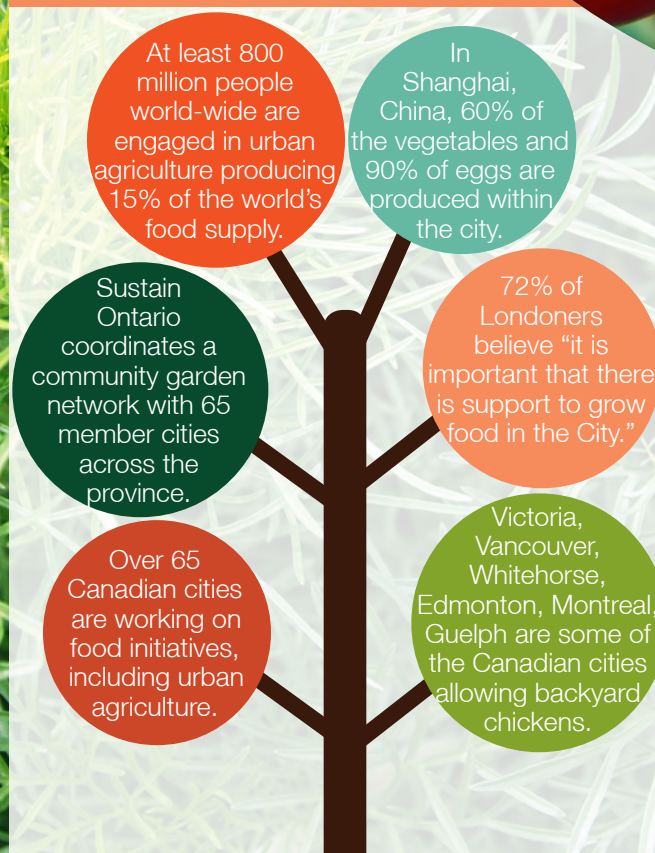 At least 800
million people
world-wide are
engaged in urban
agriculture producing
15% of the world’s
food supply.
In
Shanghai,
China, 60% of
the vegetables and
90% of eggs are
produced within
the city.
Sustain
Ontario
coordinates a
community garden
network with 65
member cities
across the
province.
72% of
Londoners
believe “it is
important that there
is support to grow
food in the City.”
Over 65
Canadian cities
are working on
food initiatives,
including urban
agriculture.
Victoria,
Vancouver,
Whitehorse,
Edmonton, Montreal,
Guelph are some of
the Canadian cities
allowing backyard
chickens.